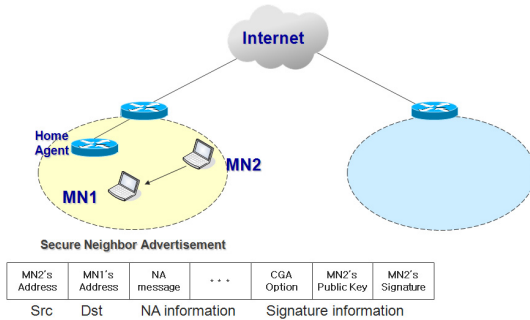 Internet
Home
Agent
MN2
MN1
Secure Neighbor Advertisement
MN2's
Address
MN1's
Address
NA
message
• • •
CGA
Option
MN2's
Public Key
MN2's
Signature
Src
Dst
NA information
Signature information